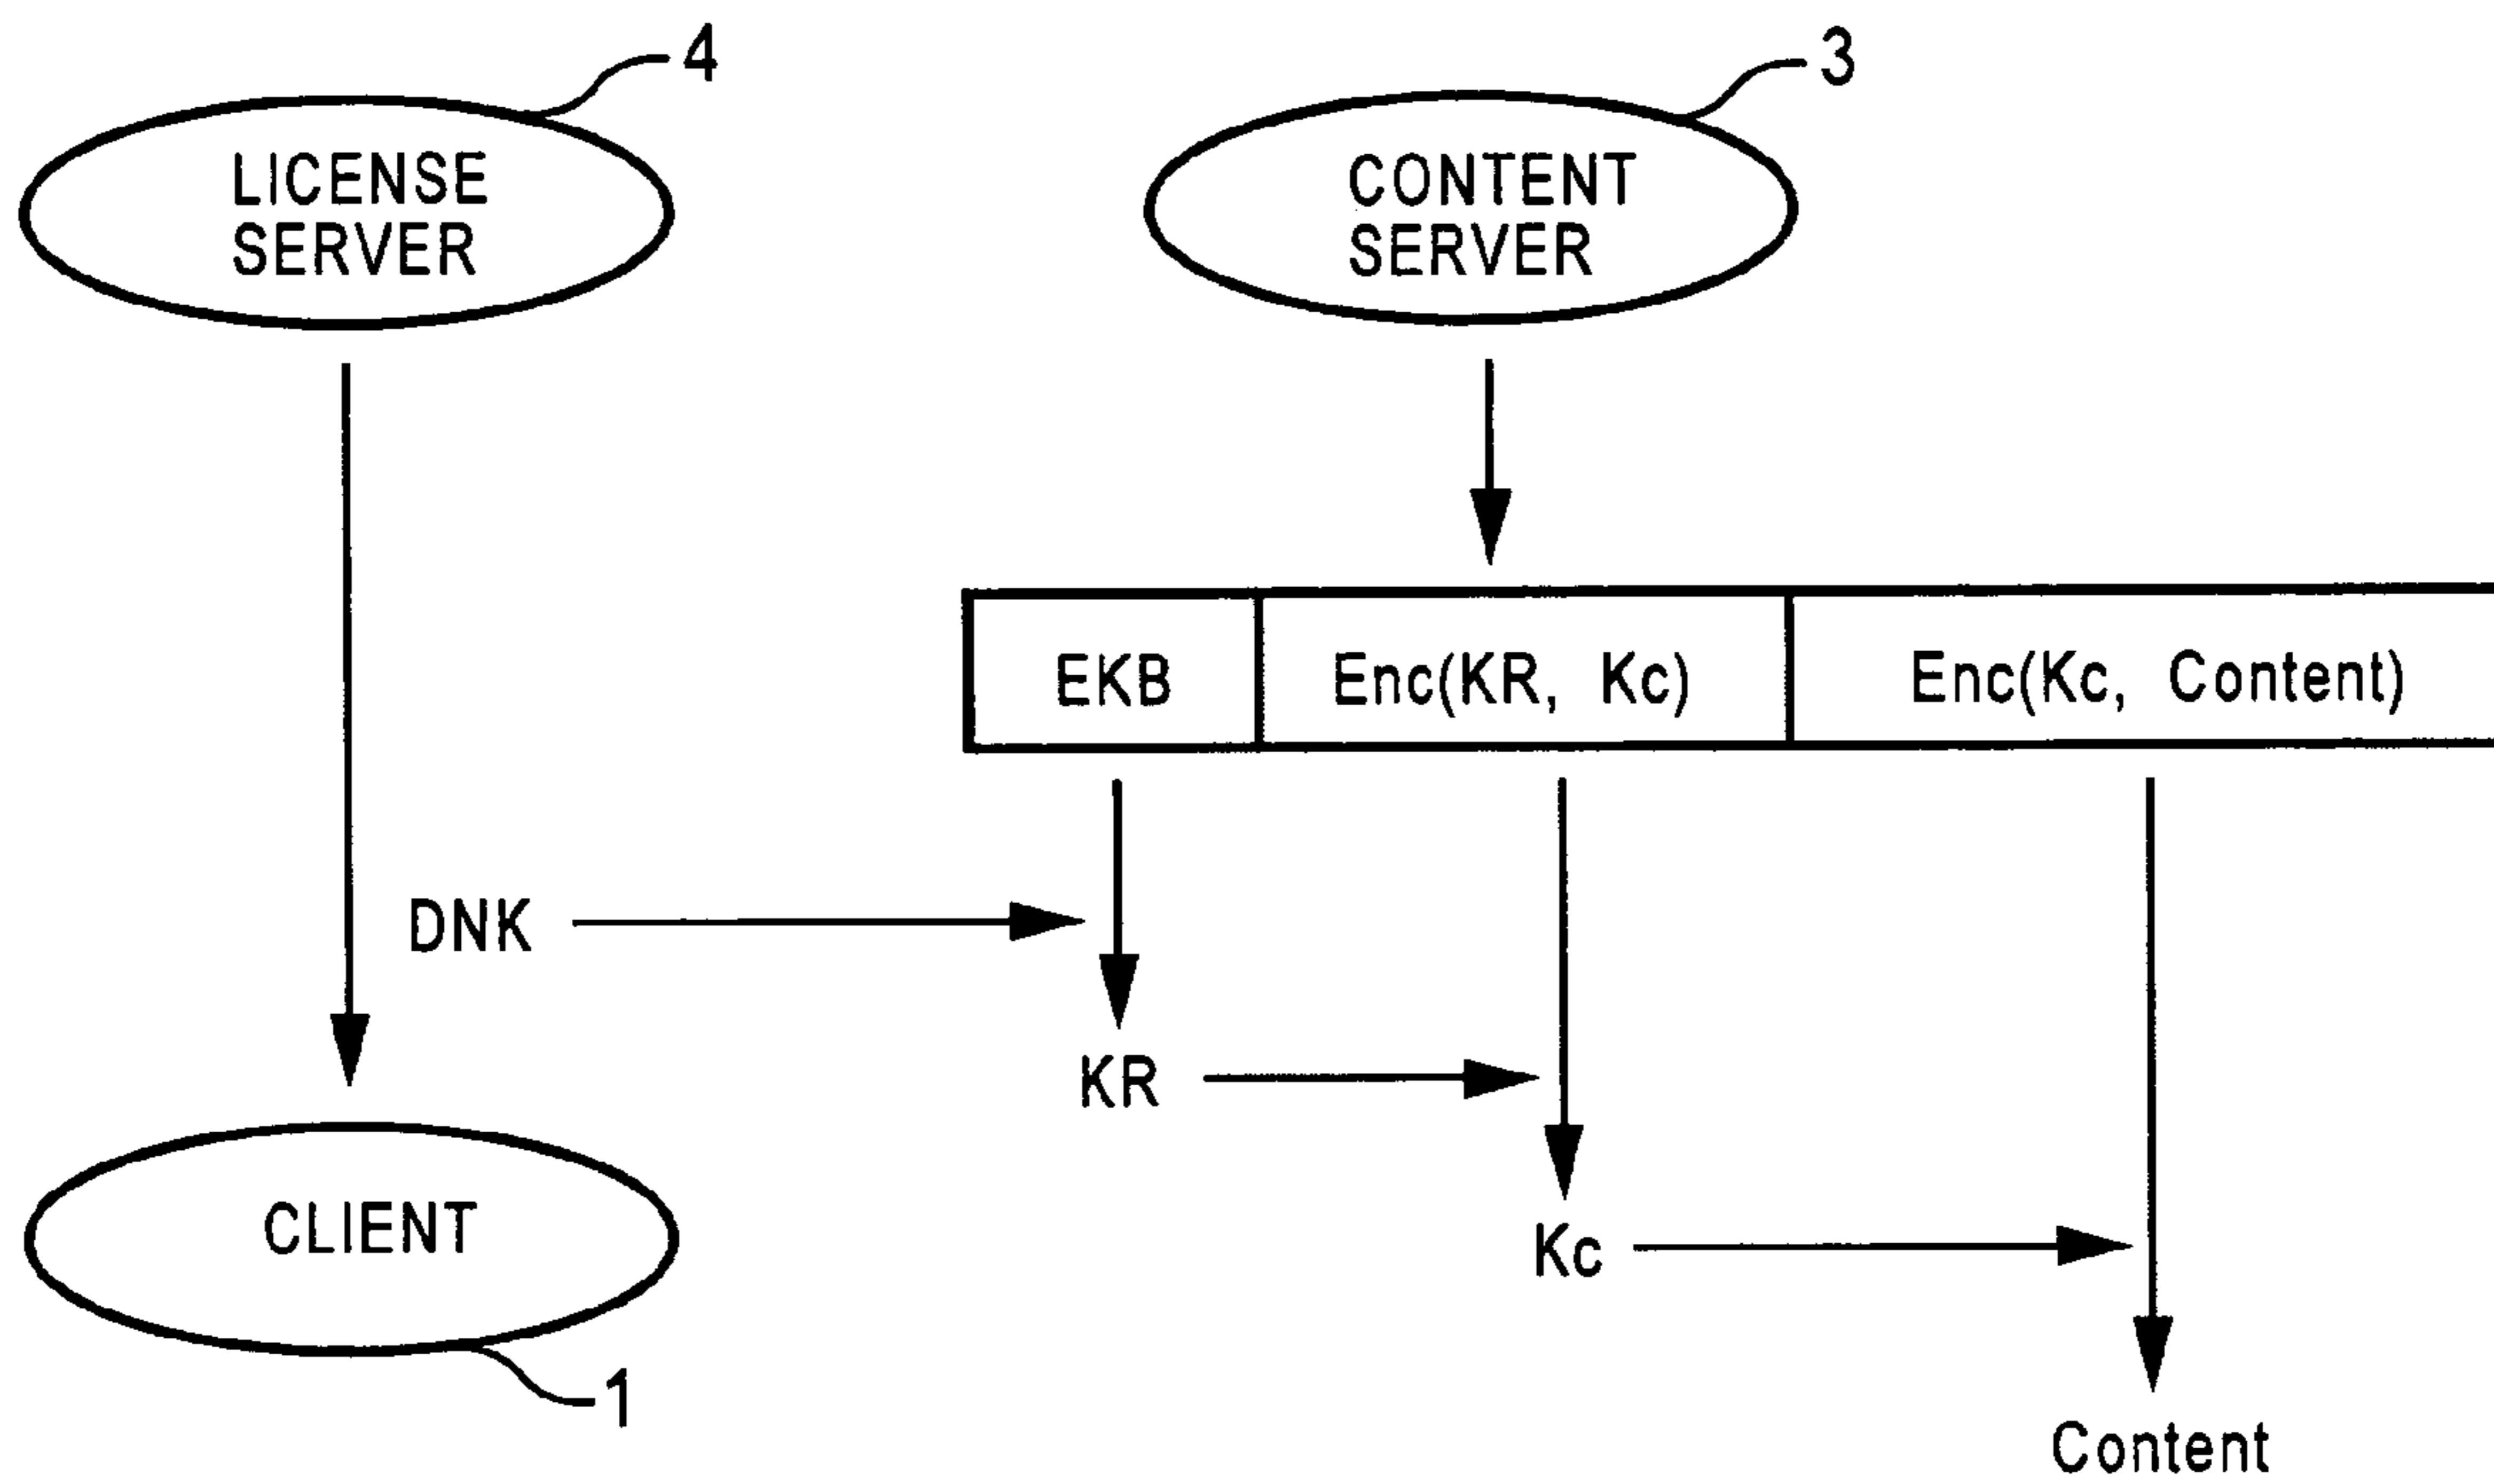 4
3
LICENSE
SERVER
CONTENT
SERVER
EKB
Enc(KR, Kc)
Enc(Kc, Content)
DNK
KR
Kc
CLIENT
1
Content